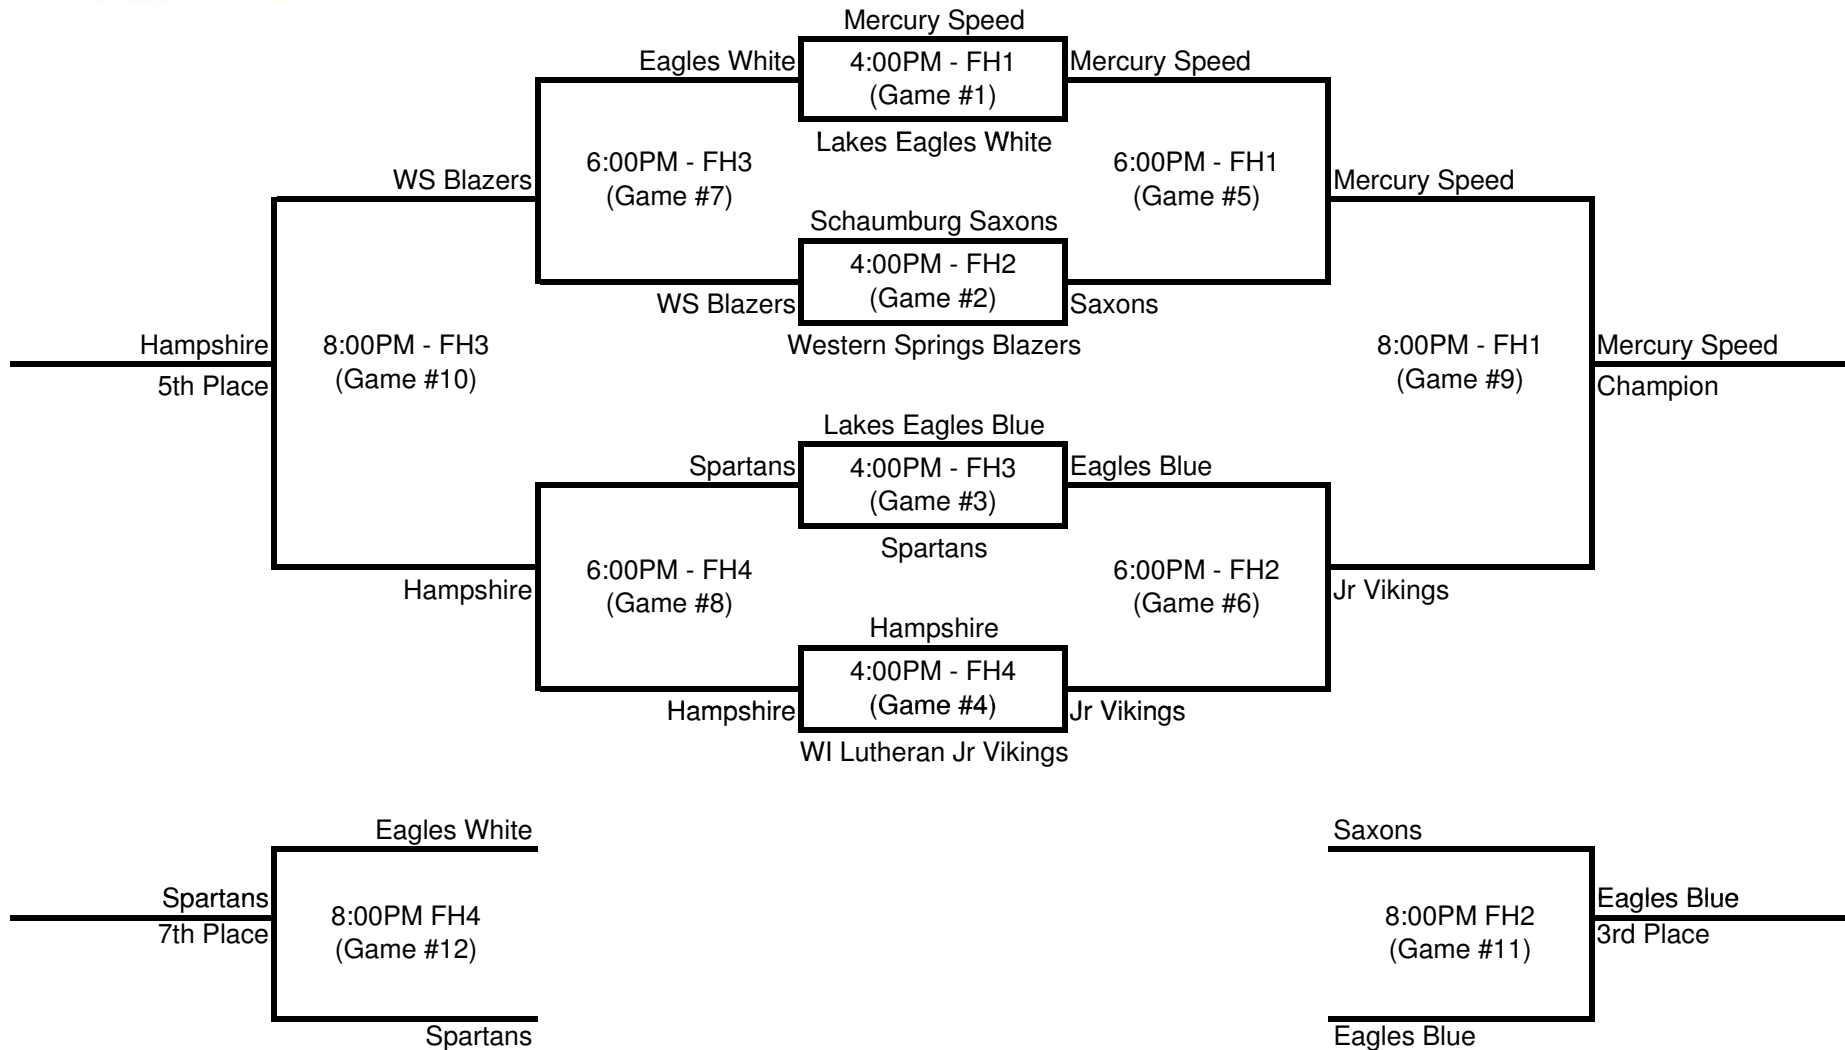 Mercury Speed
Eagles White
4:00PM - FH1
(Game #1)
Mercury Speed
Lakes Eagles White
WS Blazers
6:00PM - FH3
(Game #7)
6:00PM - FH1
(Game #5)
Mercury Speed
Schaumburg Saxons
WS Blazers
4:00PM - FH2
(Game #2)
Saxons
Western Springs Blazers
Hampshire
5th Place
8:00PM - FH3
(Game #10)
8:00PM - FH1
(Game #9)
Mercury Speed
Champion
Lakes Eagles Blue
Spartans
4:00PM - FH3
(Game #3)
Eagles Blue
Spartans
Hampshire
6:00PM - FH4
(Game #8)
6:00PM - FH2
(Game #6)
Jr Vikings
Hampshire
Hampshire
4:00PM - FH4
(Game #4)
Jr Vikings
WI Lutheran Jr Vikings
Eagles White
Spartans
7th Place
8:00PM FH4
(Game #12)
Spartans
Saxons
8:00PM FH2
(Game #11)
Eagles Blue
3rd Place
Eagles Blue